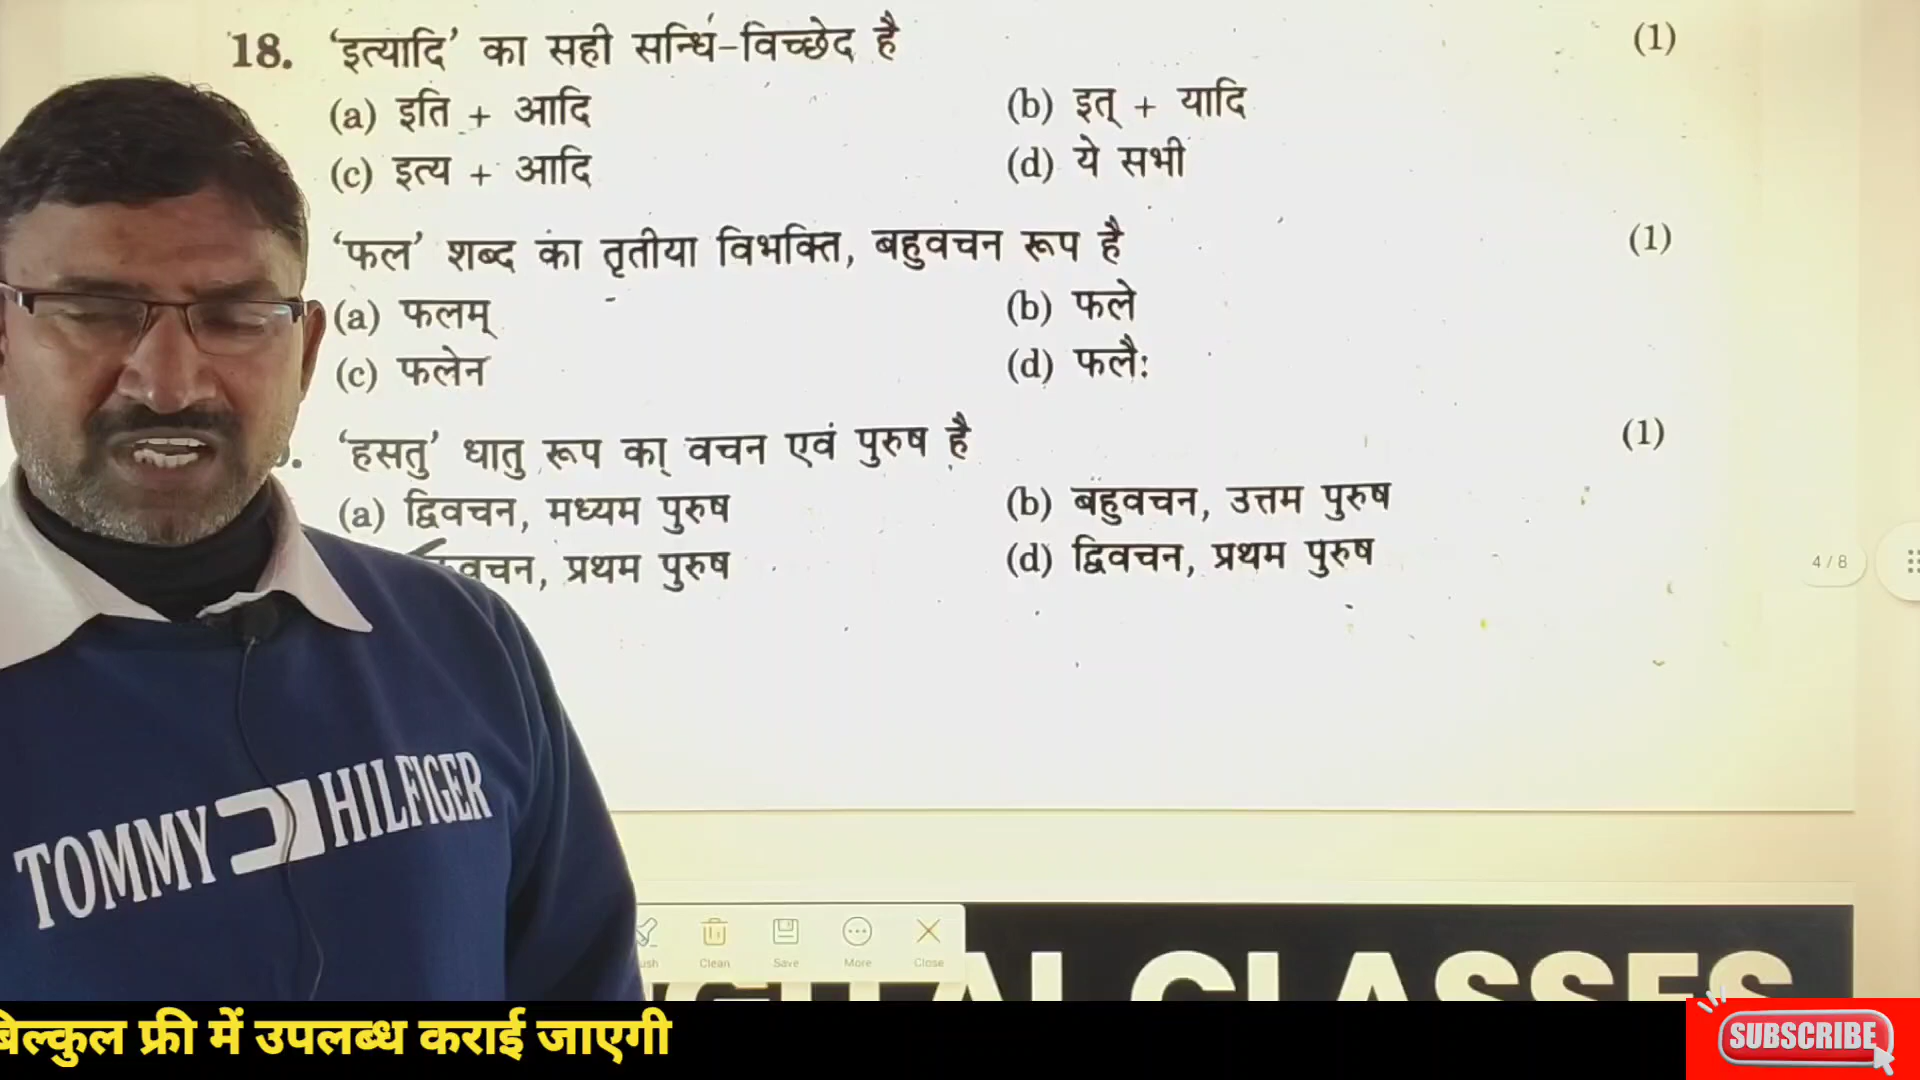 18. ‘इत्यादि’ का सही सन्धि-विच्छेद है (1)
(a) इति + आदि (b) इत् + यादि
(c) इत्य + आदि (d) ये सभी
‘फल’ शब्द का तृतीया विभक्ति, बहुवचन रूप है (1)
(a) फलम् (b) फले
(c) फलेन (d) फलैः
‘हसतु’ धातु रूप का वचन एवं पुरुष है (1)
(a) द्विवचन, मध्यम पुरुष (b) बहुवचन, उत्तम पुरुष
वचन, प्रथम पुरुष (d) द्विवचन, प्रथम पुरुष
4/8
TOMMY HILFIGER
Clean Save More Close
CLASSES
बिल्कुल फ्री में उपलब्ध कराई जाएगी
SUBSCRIBE